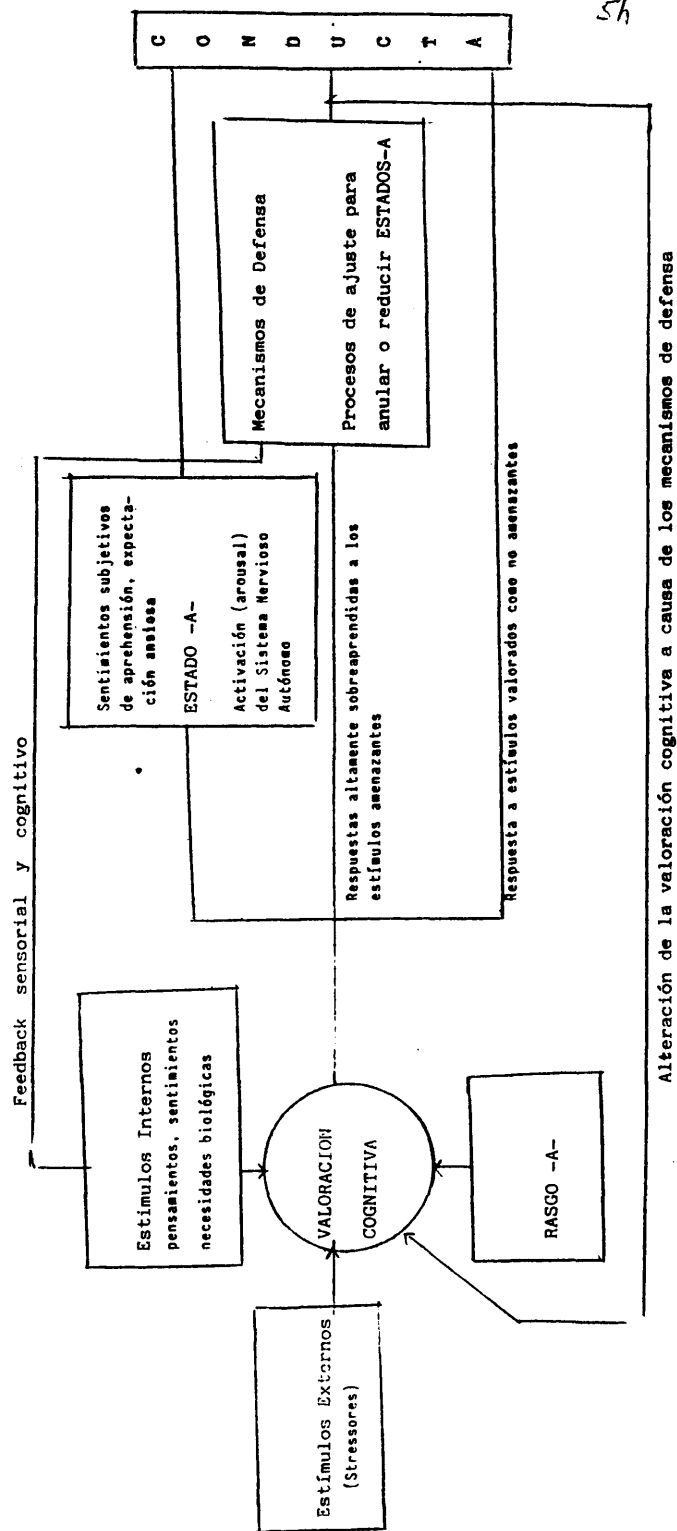 Feedback sensorial y cognitivo
Estímulos Externos
(Stressores)
Estímulos Internos
pensamientos, sentimientos
necesidades biológicas
VALORACION
COGNITIVA
RASGO -A-
Sentimientos subjetivos
de aprehensión, expecta-
ción ansiosa
ESTADO -A-
Activación (arousal)
del Sistema Nervioso
Autónomo
Respuestas altamente sobreaprendidas a los
estímulos amenazantes
Respuesta a estímulos valorados como no amenazantes
Mecanismos de Defensa
Procesos de ajuste para
anular o reducir ESTADOS-A
C O N D U C T A
Alteración de la valoración cognitiva a causa de los mecanismos de defensa